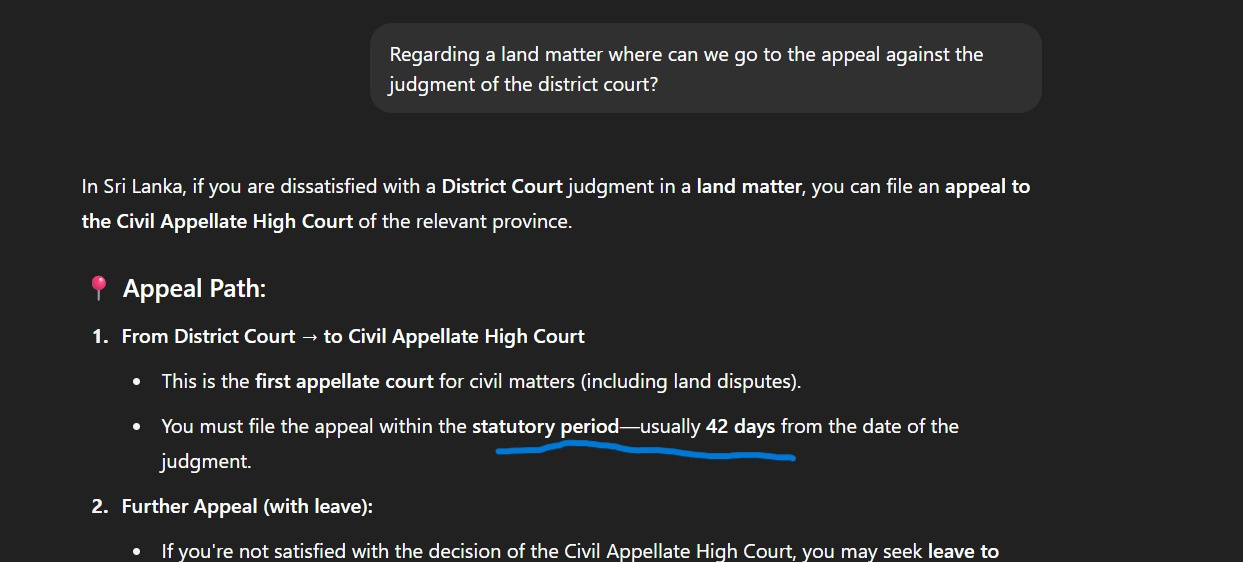 Regarding a land matter where can we go to the appeal against the
judgment of the district court?
In Sri Lanka, if you are dissatisfied with a District Court judgment in a land matter, you can file an appeal to
the Civil Appellate High Court of the relevant province.
📍 Appeal Path:
1. From District Court → to Civil Appellate High Court
• This is the first appellate court for civil matters (including land disputes).
• You must file the appeal within the statutory period—usually 42 days from the date of the
judgment.
2. Further Appeal (with leave):
• If you're not satisfied with the decision of the Civil Appellate High Court, you may seek leave to